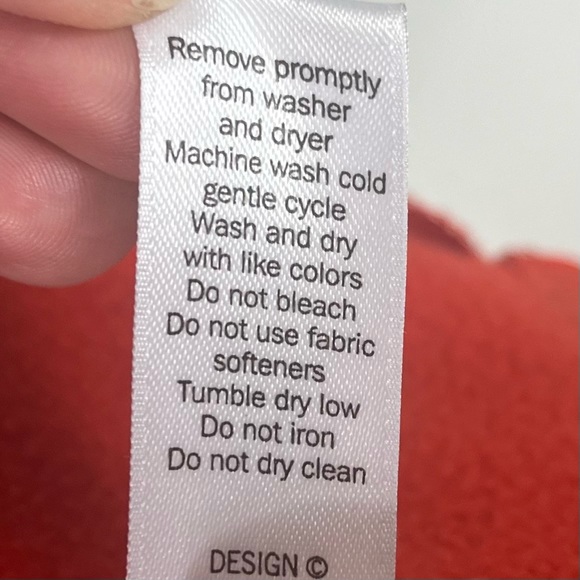 Remove promptly
from washer
and dryer
Machine wash cold
gentle cycle
Wash and dry
with like colors
Do not bleach
Do not use fabric
softeners
Tumble dry low
Do not iron
Do not dry clean
DESIGN ©